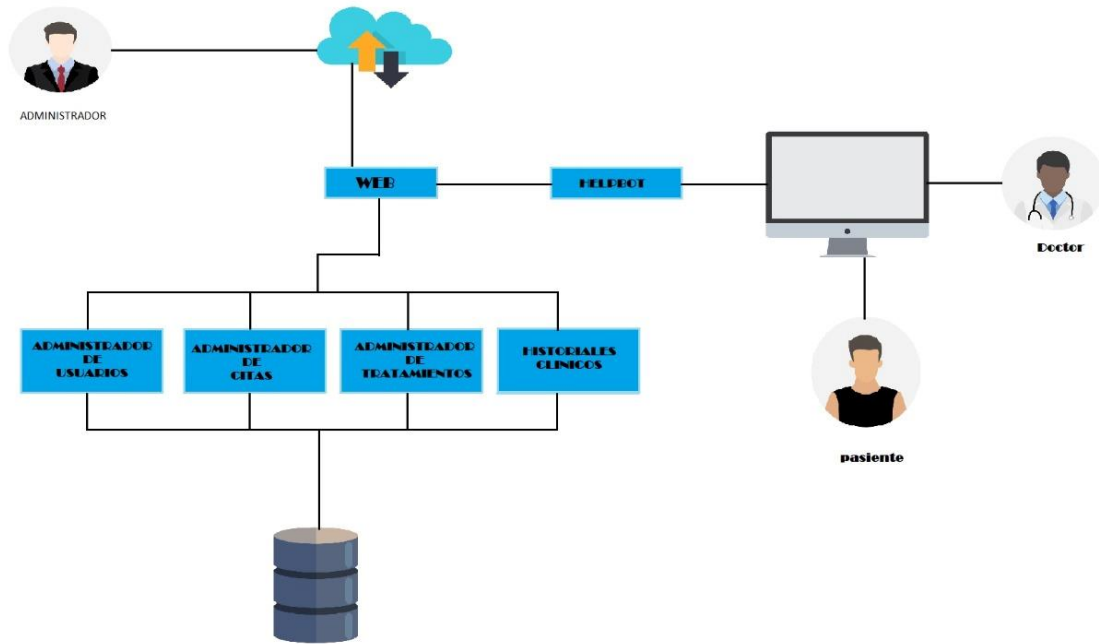 ADMINISTRADOR
WEB
HELPBOT
Doctor
ADMINISTRADOR
DE
USUARIOS
ADMINISTRADOR
DE
CITAS
ADMINISTRADOR
DE
TRATAMIENTOS
HISTORIALES
CLINICOS
pasiente